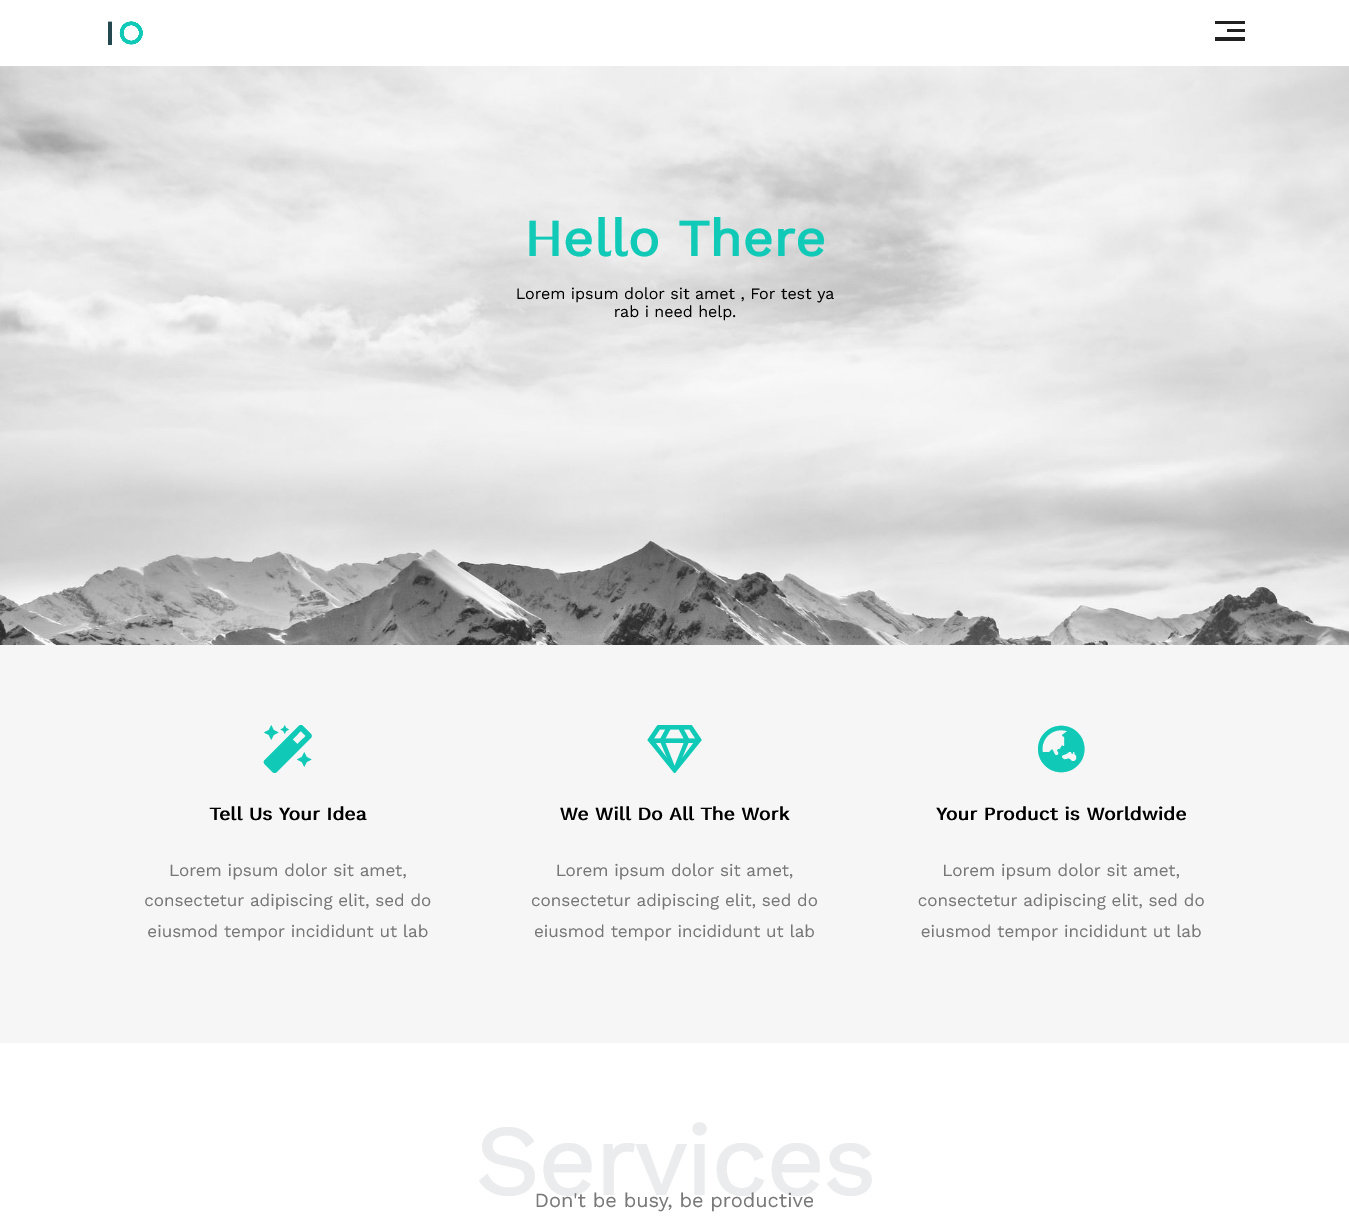 IO
Hello There
Lorem ipsum dolor sit amet , For test ya
rab i need help.
Tell Us Your Idea
We Will Do All The Work
Your Product is Worldwide
Lorem ipsum dolor sit amet,
consectetur adipiscing elit, sed do
eiusmod tempor incididunt ut lab
Lorem ipsum dolor sit amet,
consectetur adipiscing elit, sed do
eiusmod tempor incididunt ut lab
Lorem ipsum dolor sit amet,
consectetur adipiscing elit, sed do
eiusmod tempor incididunt ut lab
Services
Don't be busy, be productive